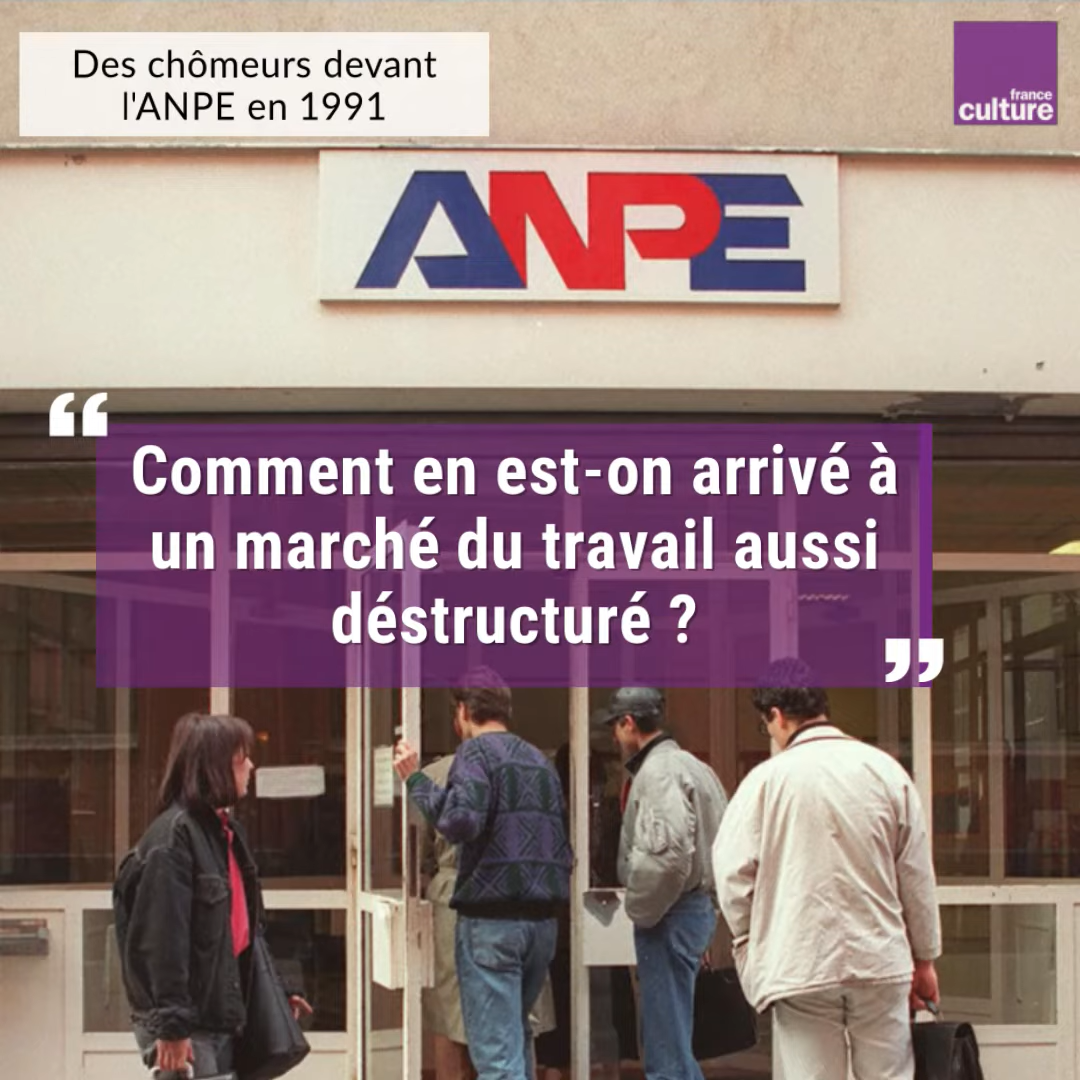 Des chômeurs devant
l'ANPE en 1991
france
culture
ANPE
“
Comment en est-on arrivé à
un marché du travail aussi
déstructuré ?
”